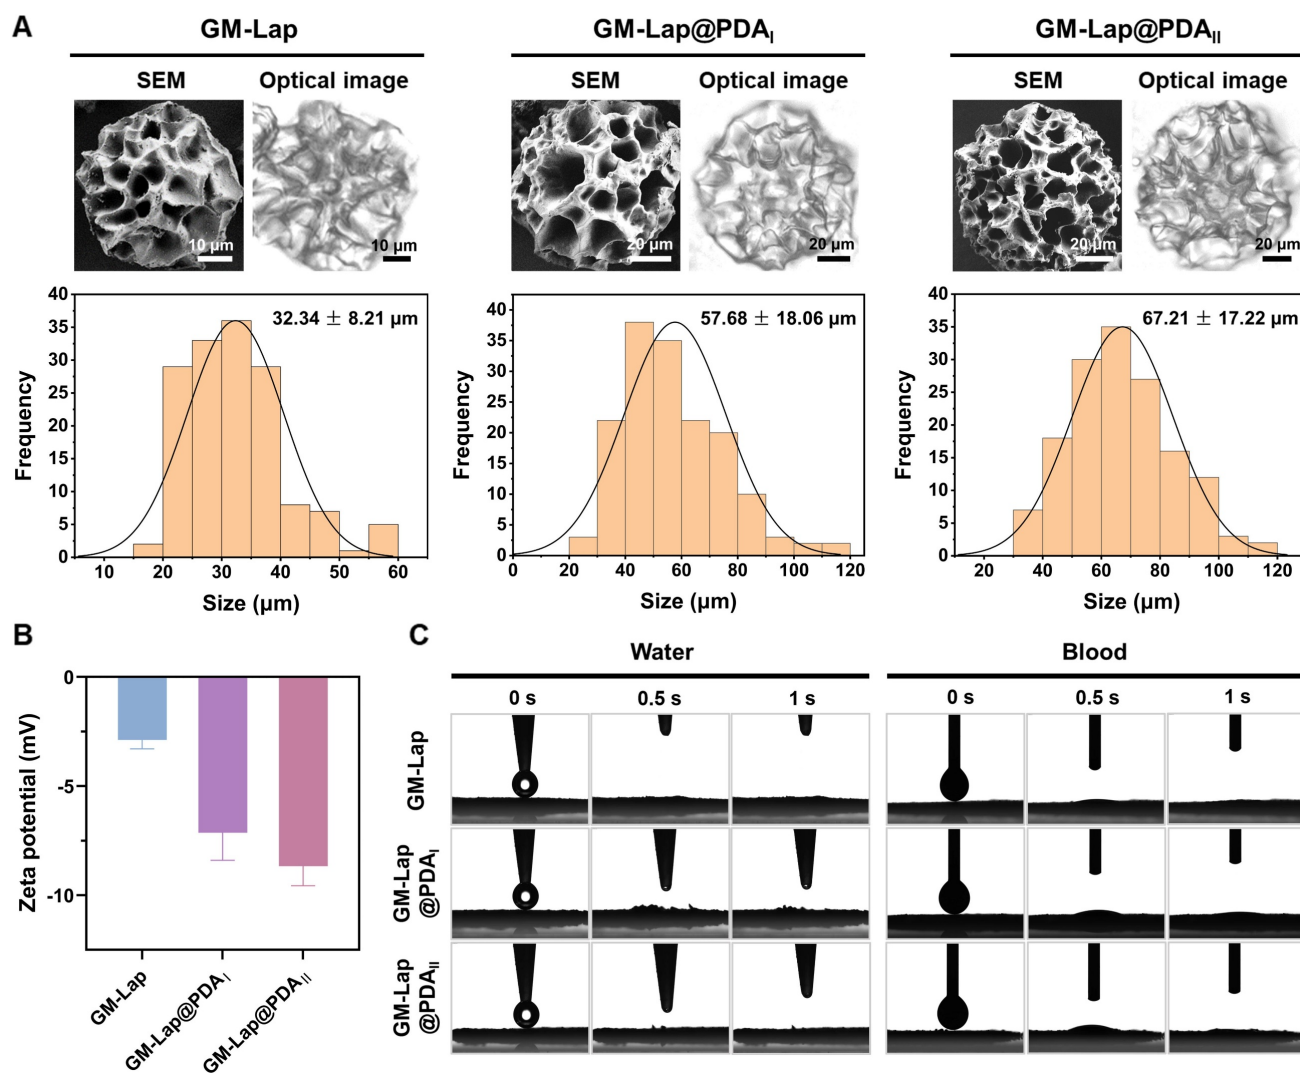 A
GM-Lap
GM-Lap@PDAI
GM-Lap@PDAII
SEM
Optical image
SEM
Optical image
SEM
Optical image
10 µm
10 µm
20 µm
20 µm
20 µm
20 µm
32.34 ± 8.21 µm
Frequency
40
35
30
25
20
15
10
5
0
10 20 30 40 50 60
Size (µm)
57.68 ± 18.06 µm
Frequency
40
35
30
25
20
15
10
5
0
0 20 40 60 80 100 120
Size (µm)
67.21 ± 17.22 µm
Frequency
40
35
30
25
20
15
10
5
0
20 40 60 80 100 120
Size (µm)
B
Zeta potential (mV)
0
-5
-10
GM-Lap
GM-Lap@PDAI
GM-Lap@PDAII
C
Water
Blood
0 s
0.5 s
1 s
0 s
0.5 s
1 s
GM-Lap
GM-Lap
@PDAI
GM-Lap
@PDAII